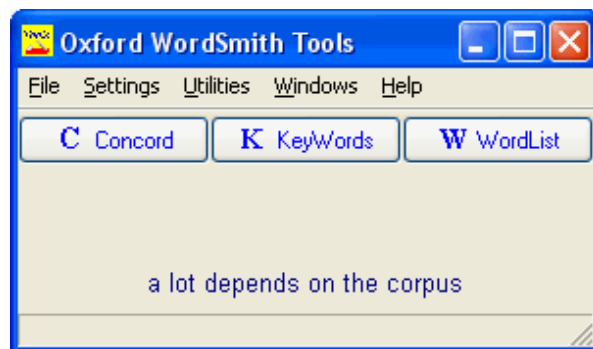 Oxford WordSmith Tools
File Settings Utilities Windows Help
C Concord K KeyWords W WordList
a lot depends on the corpus